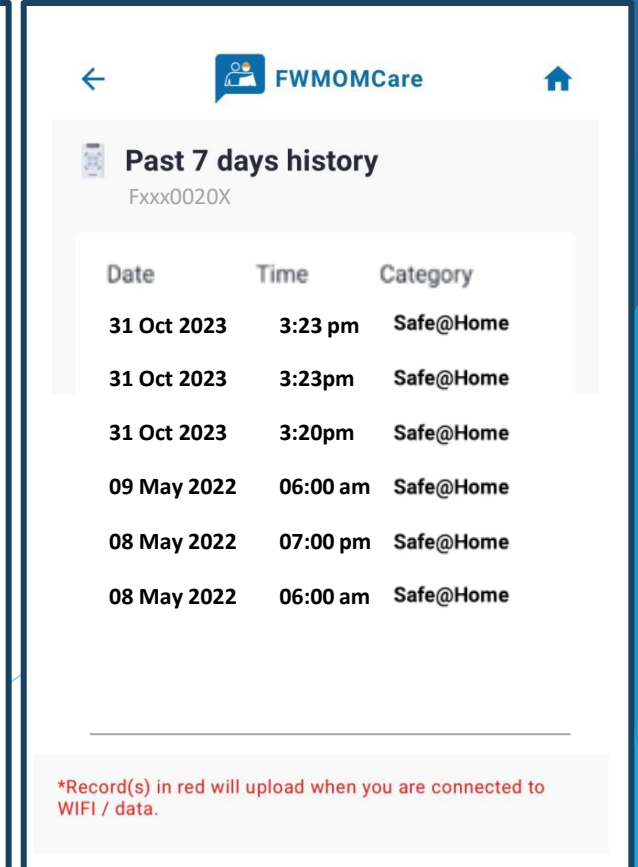 FWMOMCare
Past 7 days history
Fxxx0020X
Date Time Category
31 Oct 2023 3:23 pm Safe@Home
31 Oct 2023 3:23pm Safe@Home
31 Oct 2023 3:20pm Safe@Home
09 May 2022 06:00 am Safe@Home
08 May 2022 07:00 pm Safe@Home
08 May 2022 06:00 am Safe@Home
*Record(s) in red will upload when you are connected to
WIFI / data.